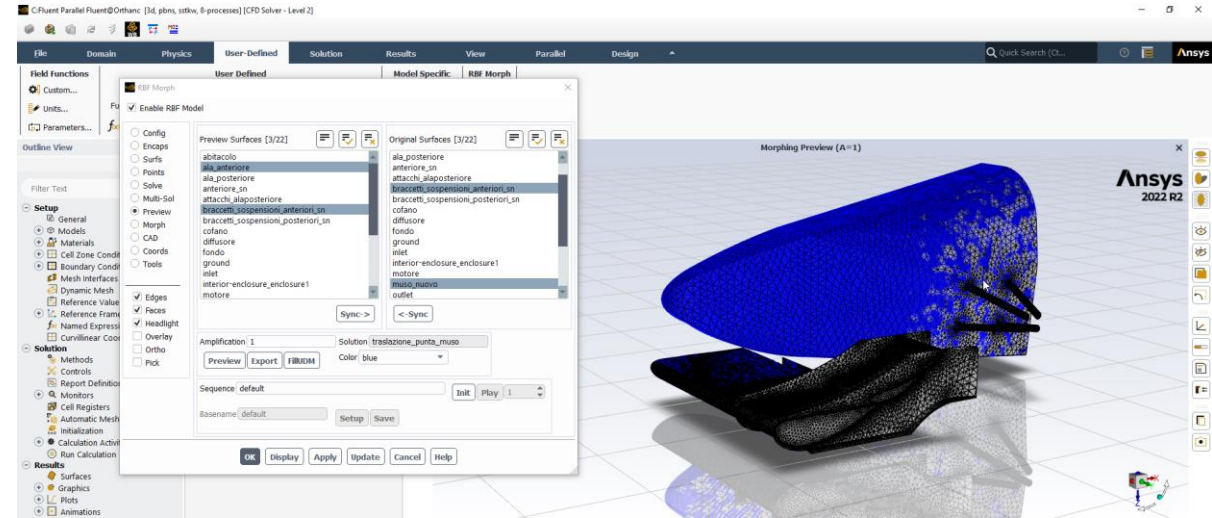 C:Fluent Parallel Fluent@Orthanc [3d, pbns, sstkw, 8-processes] [CFD Solver - Level 2]
File Domain Physics User-Defined Solution Results View Parallel Design
Quick Search (Ct...
Ansys
Field Functions
Custom...
Units...
Parameters...
User Defined
Model Specific
RBF Morph
Fu
RBF Morph
Enable RBF Model
Config
Encaps
Surfs
Points
Solve
Multi-Sol
Preview
Morph
CAD
Coords
Tools
Edges
Faces
Headlight
Overlay
Ortho
Pick
Preview Surfaces [3/22]
abitacolo
ala_anteriore
ala_posteriore
anteriore_sn
attacchi_alaposteriore
braccetti_sospensioni_anteriori_sn
braccetti_sospensioni_posteriori_sn
cofano
diffusore
fondo
ground
inlet
interior-enclosure_enclosure1
motore
Sync->
Original Surfaces [3/22]
ala_posteriore
anteriore_sn
attacchi_alaposteriore
braccetti_sospensioni_anteriori_sn
braccetti_sospensioni_posteriori_sn
cofano
diffusore
fondo
ground
inlet
interior-enclosure_enclosure1
motore
muso_nuovo
outlet
<-Sync
Amplification 1
Solution traslazione_punta_muso
Preview Export FillUDM
Color blue
Sequence default
Init Play 1
Basename default
Setup Save
OK Display Apply Update Cancel Help
Outline View
Filter Text
Setup
General
Models
Materials
Cell Zone Condit
Boundary Condit
Mesh Interfaces
Dynamic Mesh
Reference Value
Reference Frame
Named Expressi
Curvilinear Coor
Solution
Methods
Controls
Report Definition
Monitors
Cell Registers
Automatic Mesh
Initialization
Calculation Activit
Run Calculation
Results
Surfaces
Graphics
Plots
Animations
Morphing Preview (A=1)
Ansys
2022 R2